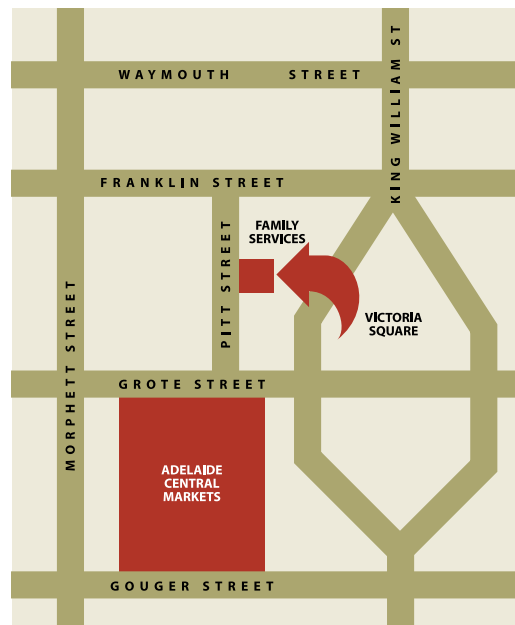 WAYMOUTH STREET
KING WILLIAM ST
FRANKLIN STREET
PITT STREET
FAMILY
SERVICES
VICTORIA
SQUARE
MORPHETT STREET
GROTE STREET
ADELAIDE
CENTRAL
MARKETS
GOUGER STREET